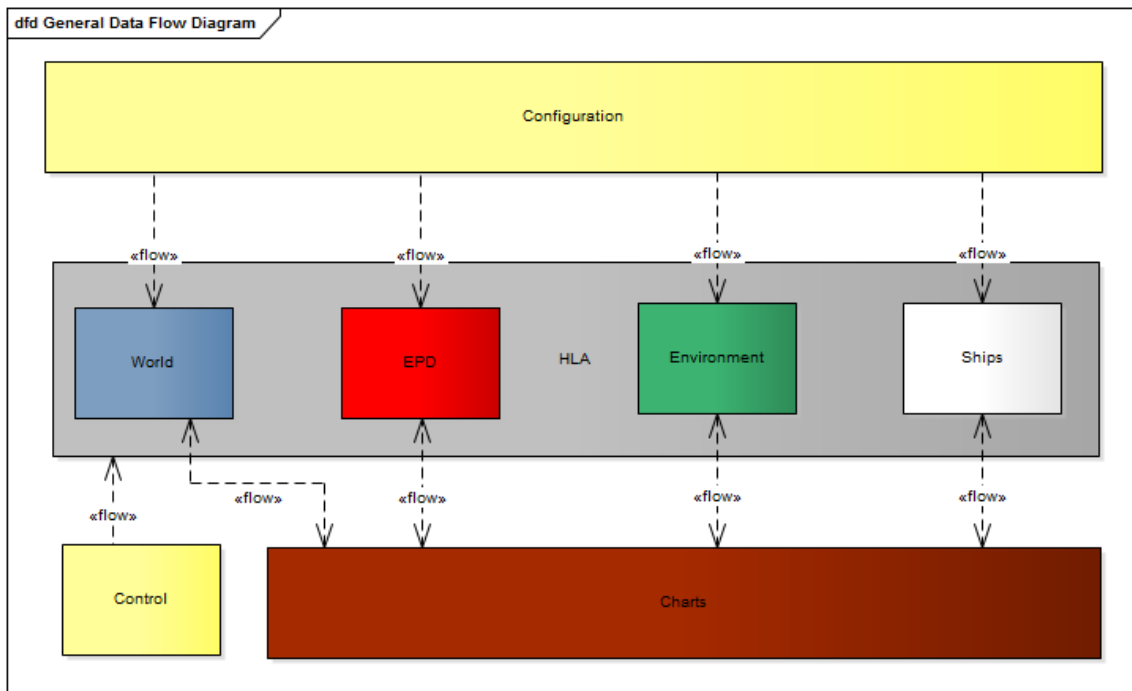 dfd General Data Flow Diagram
Configuration
«flow» «flow» «flow» «flow»
World EPD HLA Environment Ships
«flow» «flow» «flow» «flow»
«flow»
Control Charts